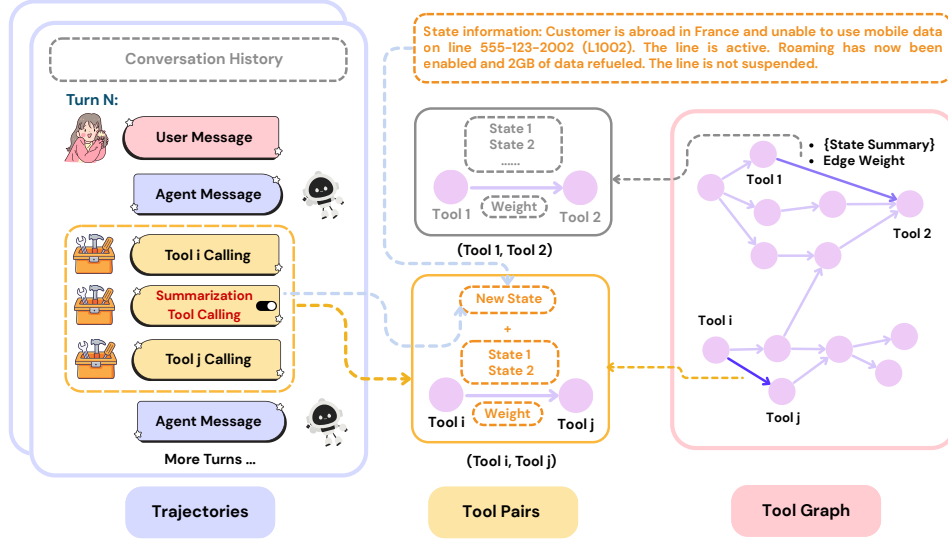 State information: Customer is abroad in France and unable to use mobile data
on line 555-123-2002 (L1002). The line is active. Roaming has now been
enabled and 2GB of data refueled. The line is not suspended.
Conversation History
Turn N:
User Message
Agent Message
Tool i Calling
Summarization
Tool Calling
Tool j Calling
Agent Message
More Turns ...
Trajectories
State 1
State 2
......
Weight
Tool 1
Tool 2
(Tool 1, Tool 2)
New State
+
State 1
State 2
Weight
Tool i
Tool j
(Tool i, Tool j)
Tool Pairs
• {State Summary}
• Edge Weight
Tool 1
Tool 2
Tool i
Tool j
Tool Graph